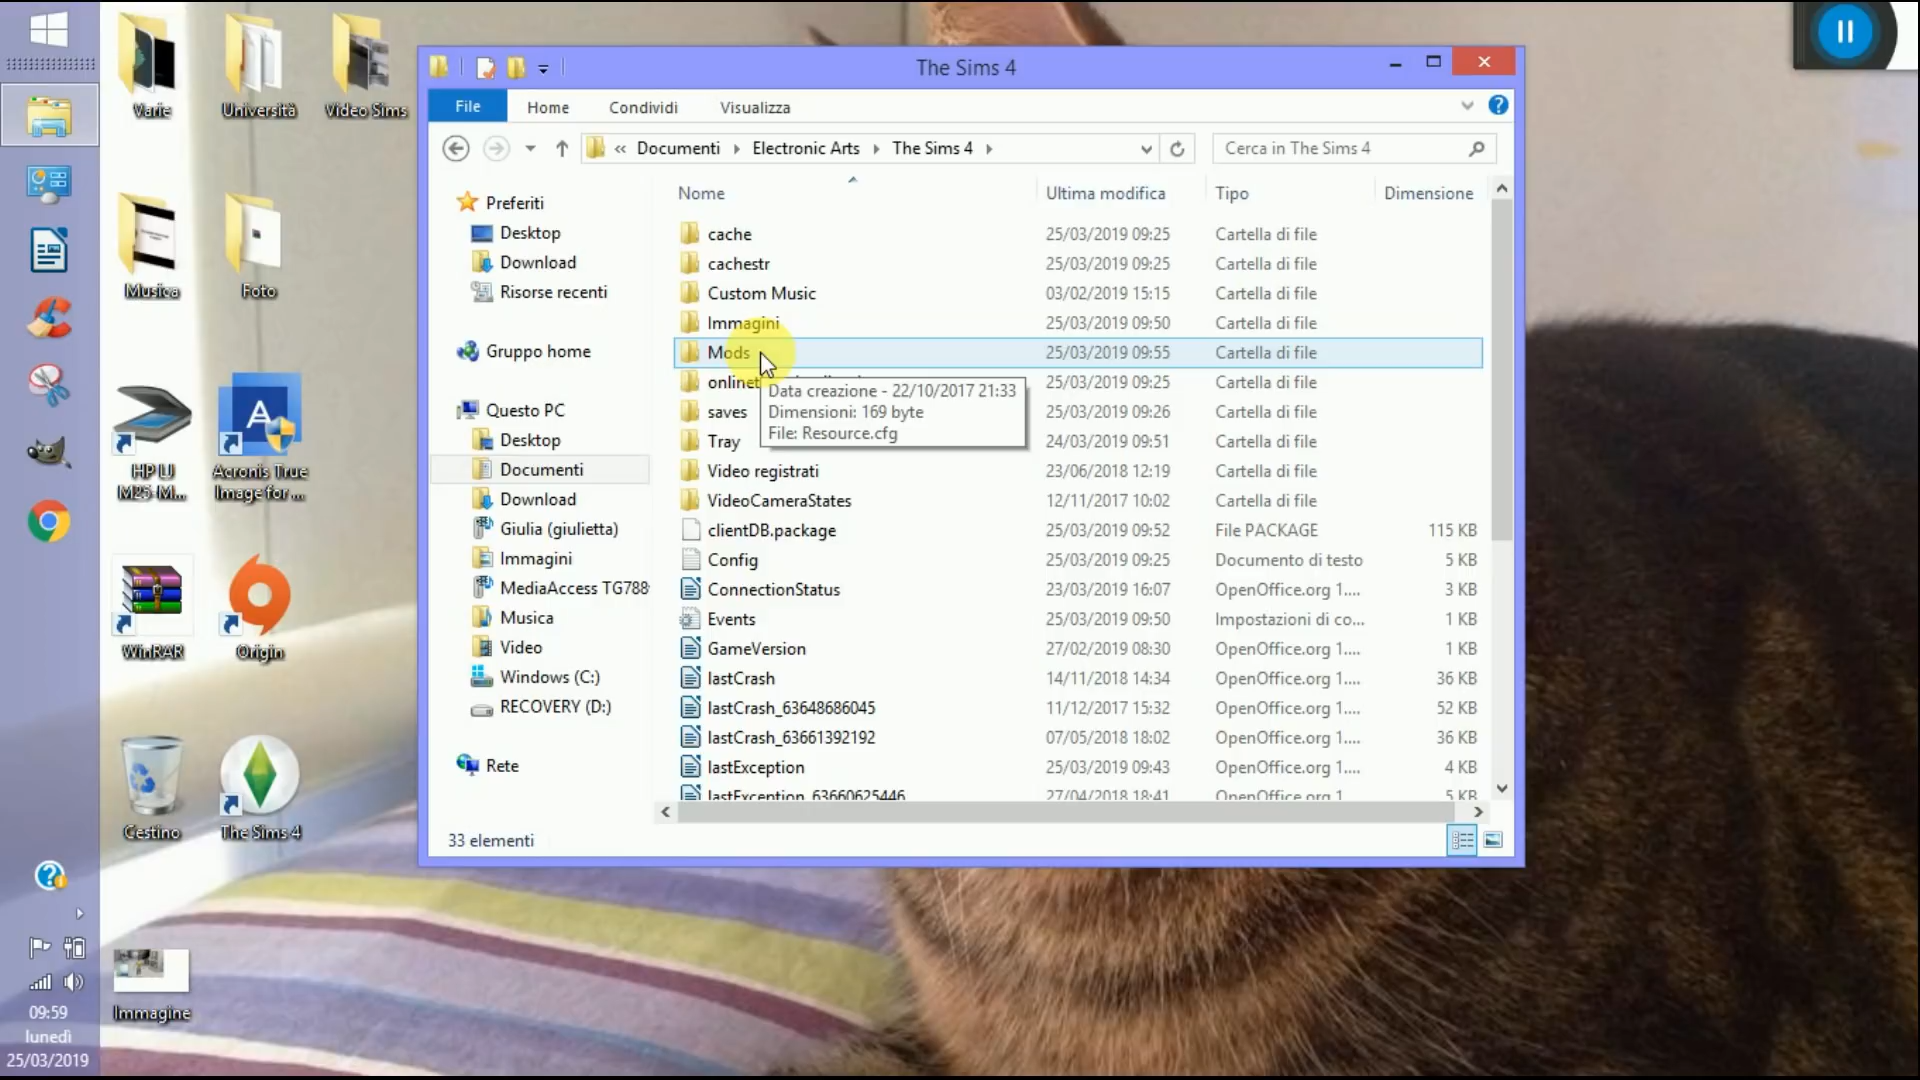 The Sims 4
File Home Condividi Visualizza
« Documenti Electronic Arts The Sims 4
Cerca in The Sims 4
Nome Ultima modifica Tipo Dimensione
Preferiti
Desktop
Download
Risorse recenti
Gruppo home
Questo PC
Desktop
Documenti
Download
Giulia (giulietta)
Immagini
MediaAccess TG788
Musica
Video
Windows (C:)
RECOVERY (D:)
Rete
cache 25/03/2019 09:25 Cartella di file
cachestr 25/03/2019 09:25 Cartella di file
Custom Music 03/02/2019 15:15 Cartella di file
Immagini 25/03/2019 09:50 Cartella di file
Mods 25/03/2019 09:55 Cartella di file
onlinet 25/03/2019 09:25 Cartella di file
saves 25/03/2019 09:26 Cartella di file
Tray 24/03/2019 09:51 Cartella di file
Video registrati 23/06/2018 12:19 Cartella di file
VideoCameraStates 12/11/2017 10:02 Cartella di file
clientDB.package 25/03/2019 09:52 File PACKAGE 115 KB
Config 25/03/2019 09:25 Documento di testo 5 KB
ConnectionStatus 23/03/2019 16:07 OpenOffice.org 1.... 3 KB
Events 25/03/2019 09:50 Impostazioni di co... 1 KB
GameVersion 27/02/2019 08:30 OpenOffice.org 1.... 1 KB
lastCrash 14/11/2018 14:34 OpenOffice.org 1.... 36 KB
lastCrash_63648686045 11/12/2017 15:32 OpenOffice.org 1.... 52 KB
lastCrash_63661392192 07/05/2018 18:02 OpenOffice.org 1.... 36 KB
lastException 25/03/2019 09:43 OpenOffice.org 1.... 4 KB
lastException_63660625446 27/04/2018 18:41 OpenOffice.org 1.... 5 KB
Data creazione - 22/10/2017 21:33
Dimensioni: 169 byte
File: Resource.cfg
33 elementi
Varie
Università
Video Sims
Musica
Foto
HP LJ
M25-M...
Acronis True
Image for ...
WinRAR
Origin
Cestino
The Sims 4
Immagine
09:59
lunedì
25/03/2019